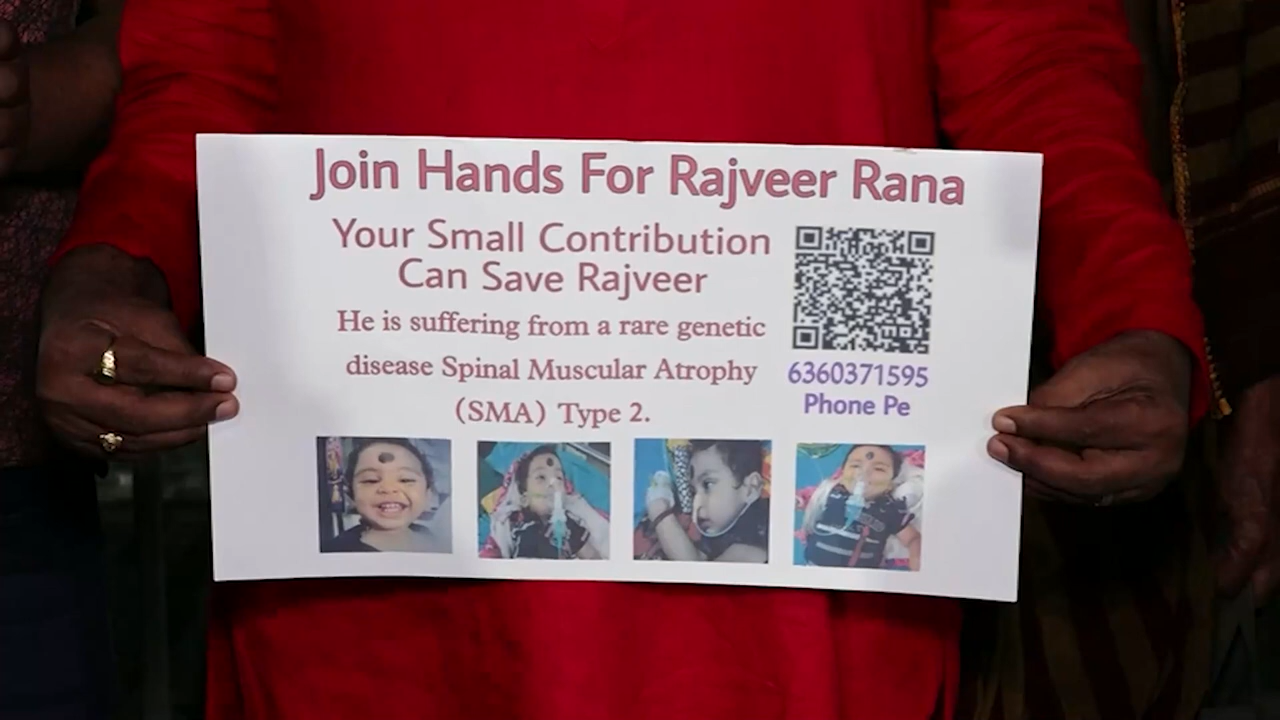 Join Hands For Rajveer Rana
Your Small Contribution
Can Save Rajveer
He is suffering from a rare genetic
disease Spinal Muscular Atrophy
(SMA) Type 2.
6360371595
Phone Pe